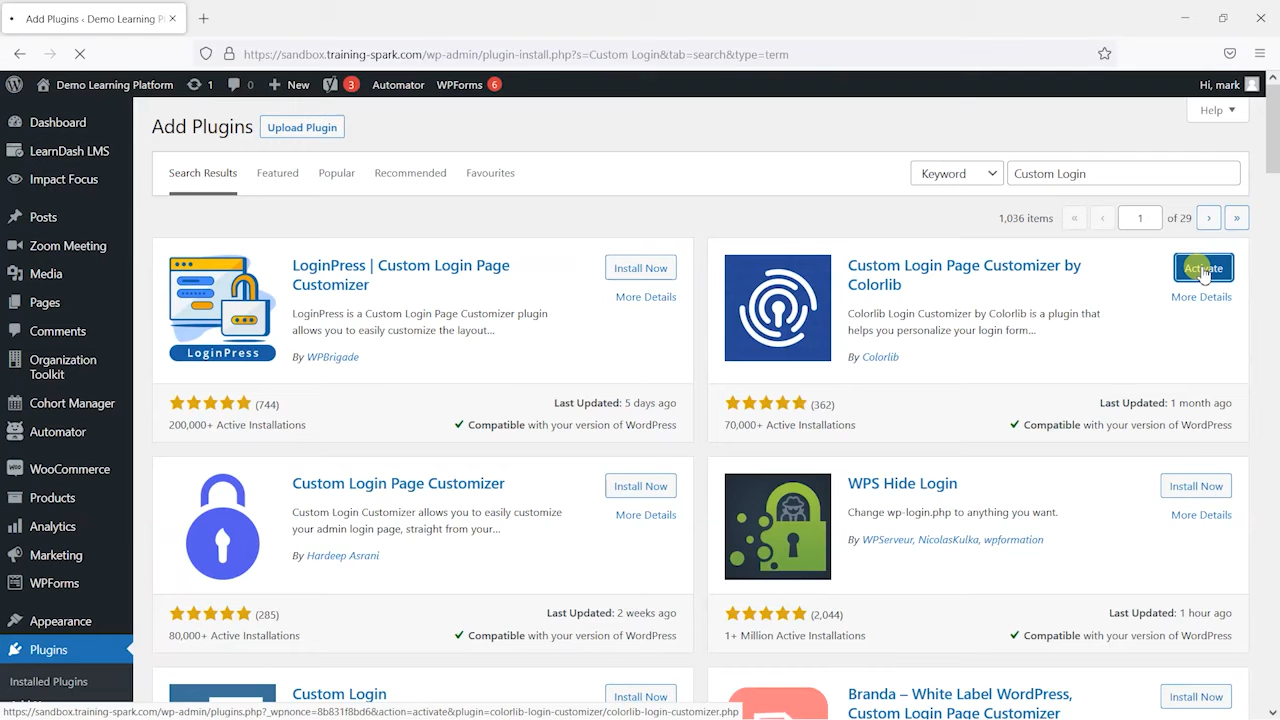 Add Plugins ‹ Demo Learning Pl
https://sandbox.training-spark.com/wp-admin/plugin-install.php?s=Custom Login&tab=search&type=term
Demo Learning Platform 1 0 New 3 Automator WPForms 6 Hi, mark
Help
Dashboard
LearnDash LMS
Impact Focus
Posts
Zoom Meeting
Media
Pages
Comments
Organization
Toolkit
Cohort Manager
Automator
WooCommerce
Products
Analytics
Marketing
WPForms
Appearance
Plugins
Installed Plugins
Add Plugins Upload Plugin
Search Results Featured Popular Recommended Favourites Keyword Custom Login
1,036 items « ‹ 1 of 29 › »
LoginPress | Custom Login Page
Customizer
Install Now
More Details
LoginPress is a Custom Login Page Customizer plugin
allows you to easily customize the layout...
By WPBrigade
LoginPress
(744) Last Updated: 5 days ago
200,000+ Active Installations Compatible with your version of WordPress
Custom Login Page Customizer by
Colorlib
Activate
More Details
Colorlib Login Customizer by Colorlib is a plugin that
helps you personalize your login form...
By Colorlib
(362) Last Updated: 1 month ago
70,000+ Active Installations Compatible with your version of WordPress
Custom Login Page Customizer
Install Now
More Details
Custom Login Customizer allows you to easily customize
your admin login page, straight from your...
By Hardeep Asrani
(285) Last Updated: 2 weeks ago
80,000+ Active Installations Compatible with your version of WordPress
WPS Hide Login
Install Now
More Details
Change wp-login.php to anything you want.
By WPServeur, NicolasKulka, wpformation
(2,044) Last Updated: 1 hour ago
1+ Million Active Installations Compatible with your version of WordPress
Custom Login
Install Now
Branda – White Label WordPress,
Custom Login Page Customizer
Install Now
https://sandbox.training-spark.com/wp-admin/plugins.php?_wpnonce=8b831f8bd6&action=activate&plugin=colorlib-login-customizer/colorlib-login-customizer.php